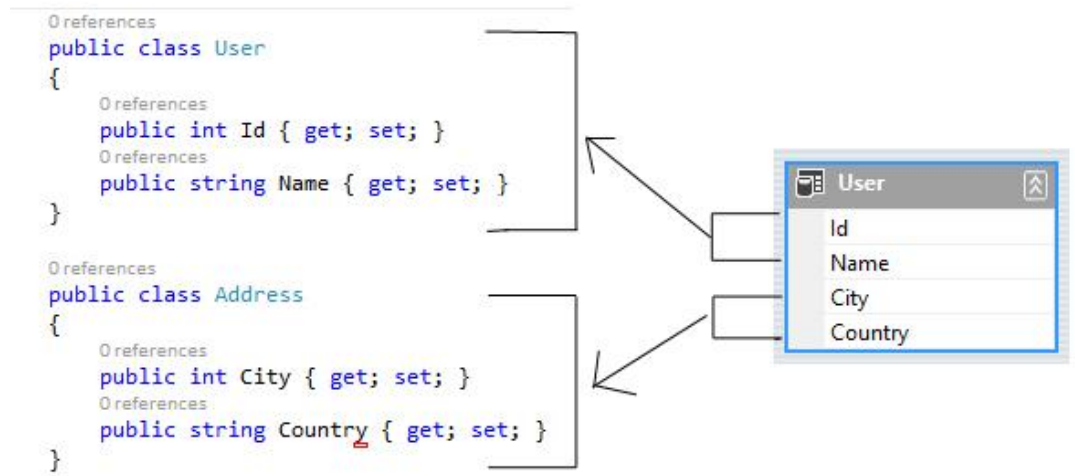 0 references
public class User
{
0 references
public int Id { get; set; }
0 references
public string Name { get; set; }
}
0 references
public class Address
{
0 references
public int City { get; set; }
0 references
public string Country { get; set; }
}
User
Id
Name
City
Country